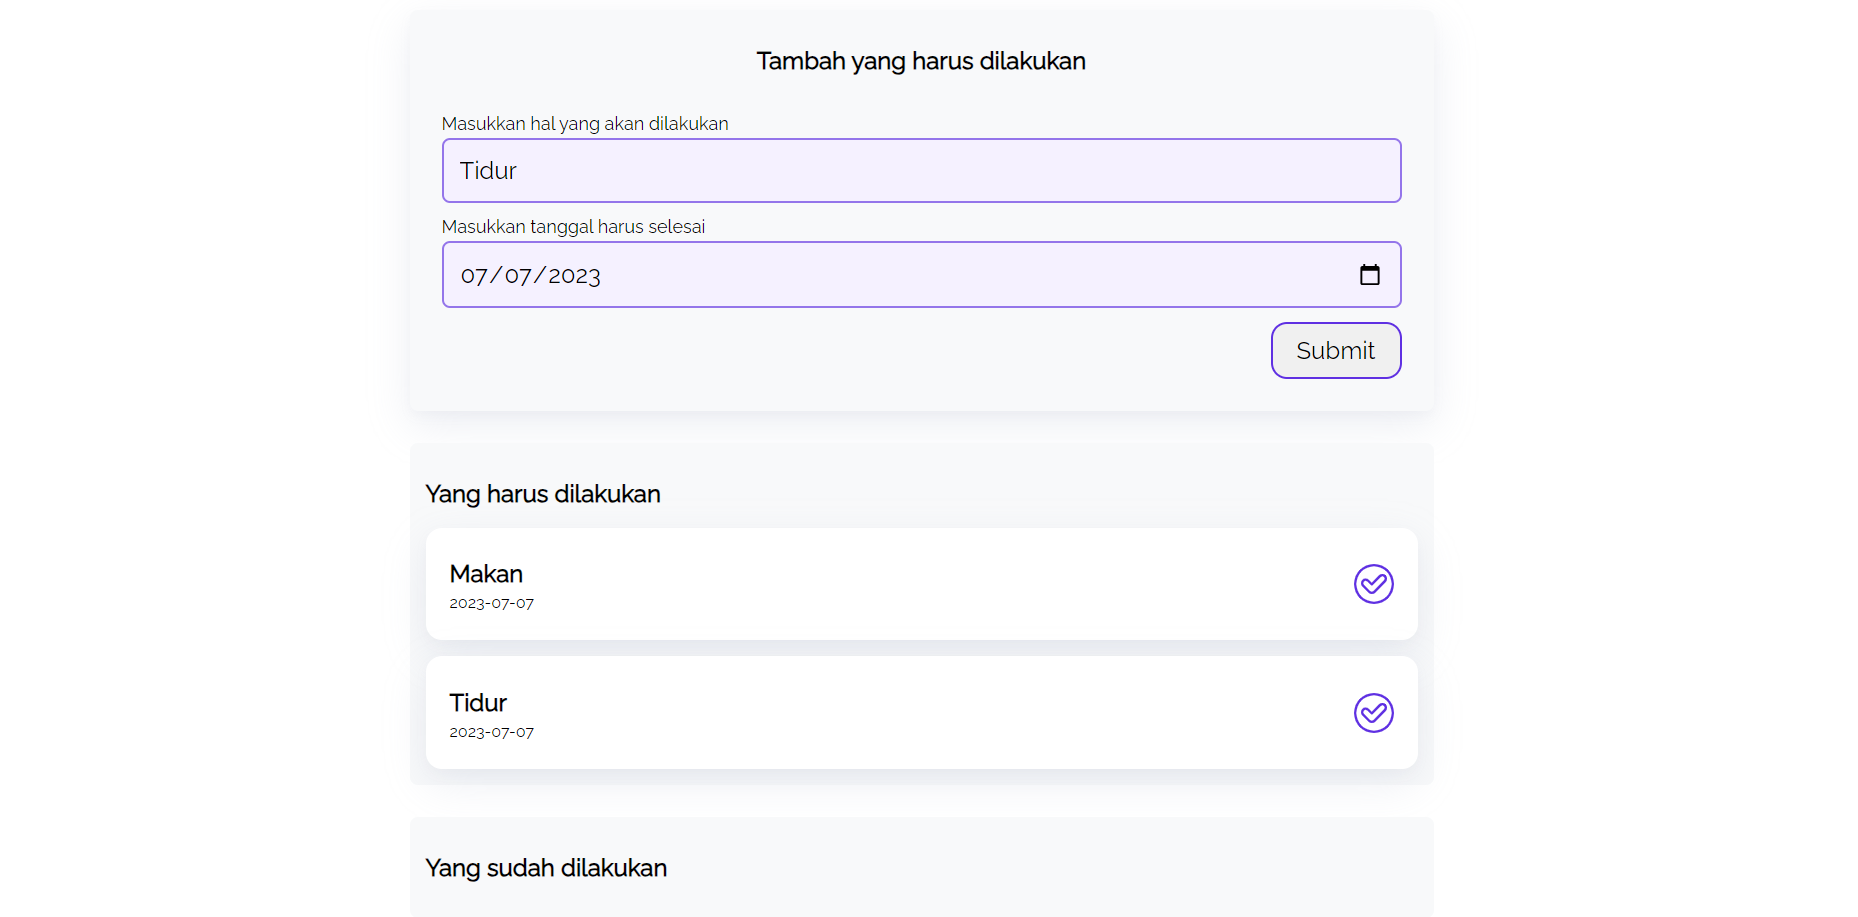 Tambah yang harus dilakukan
Masukkan hal yang akan dilakukan
Tidur
Masukkan tanggal harus selesai
07/07/2023
Submit
Yang harus dilakukan
Makan
2023-07-07
Tidur
2023-07-07
Yang sudah dilakukan